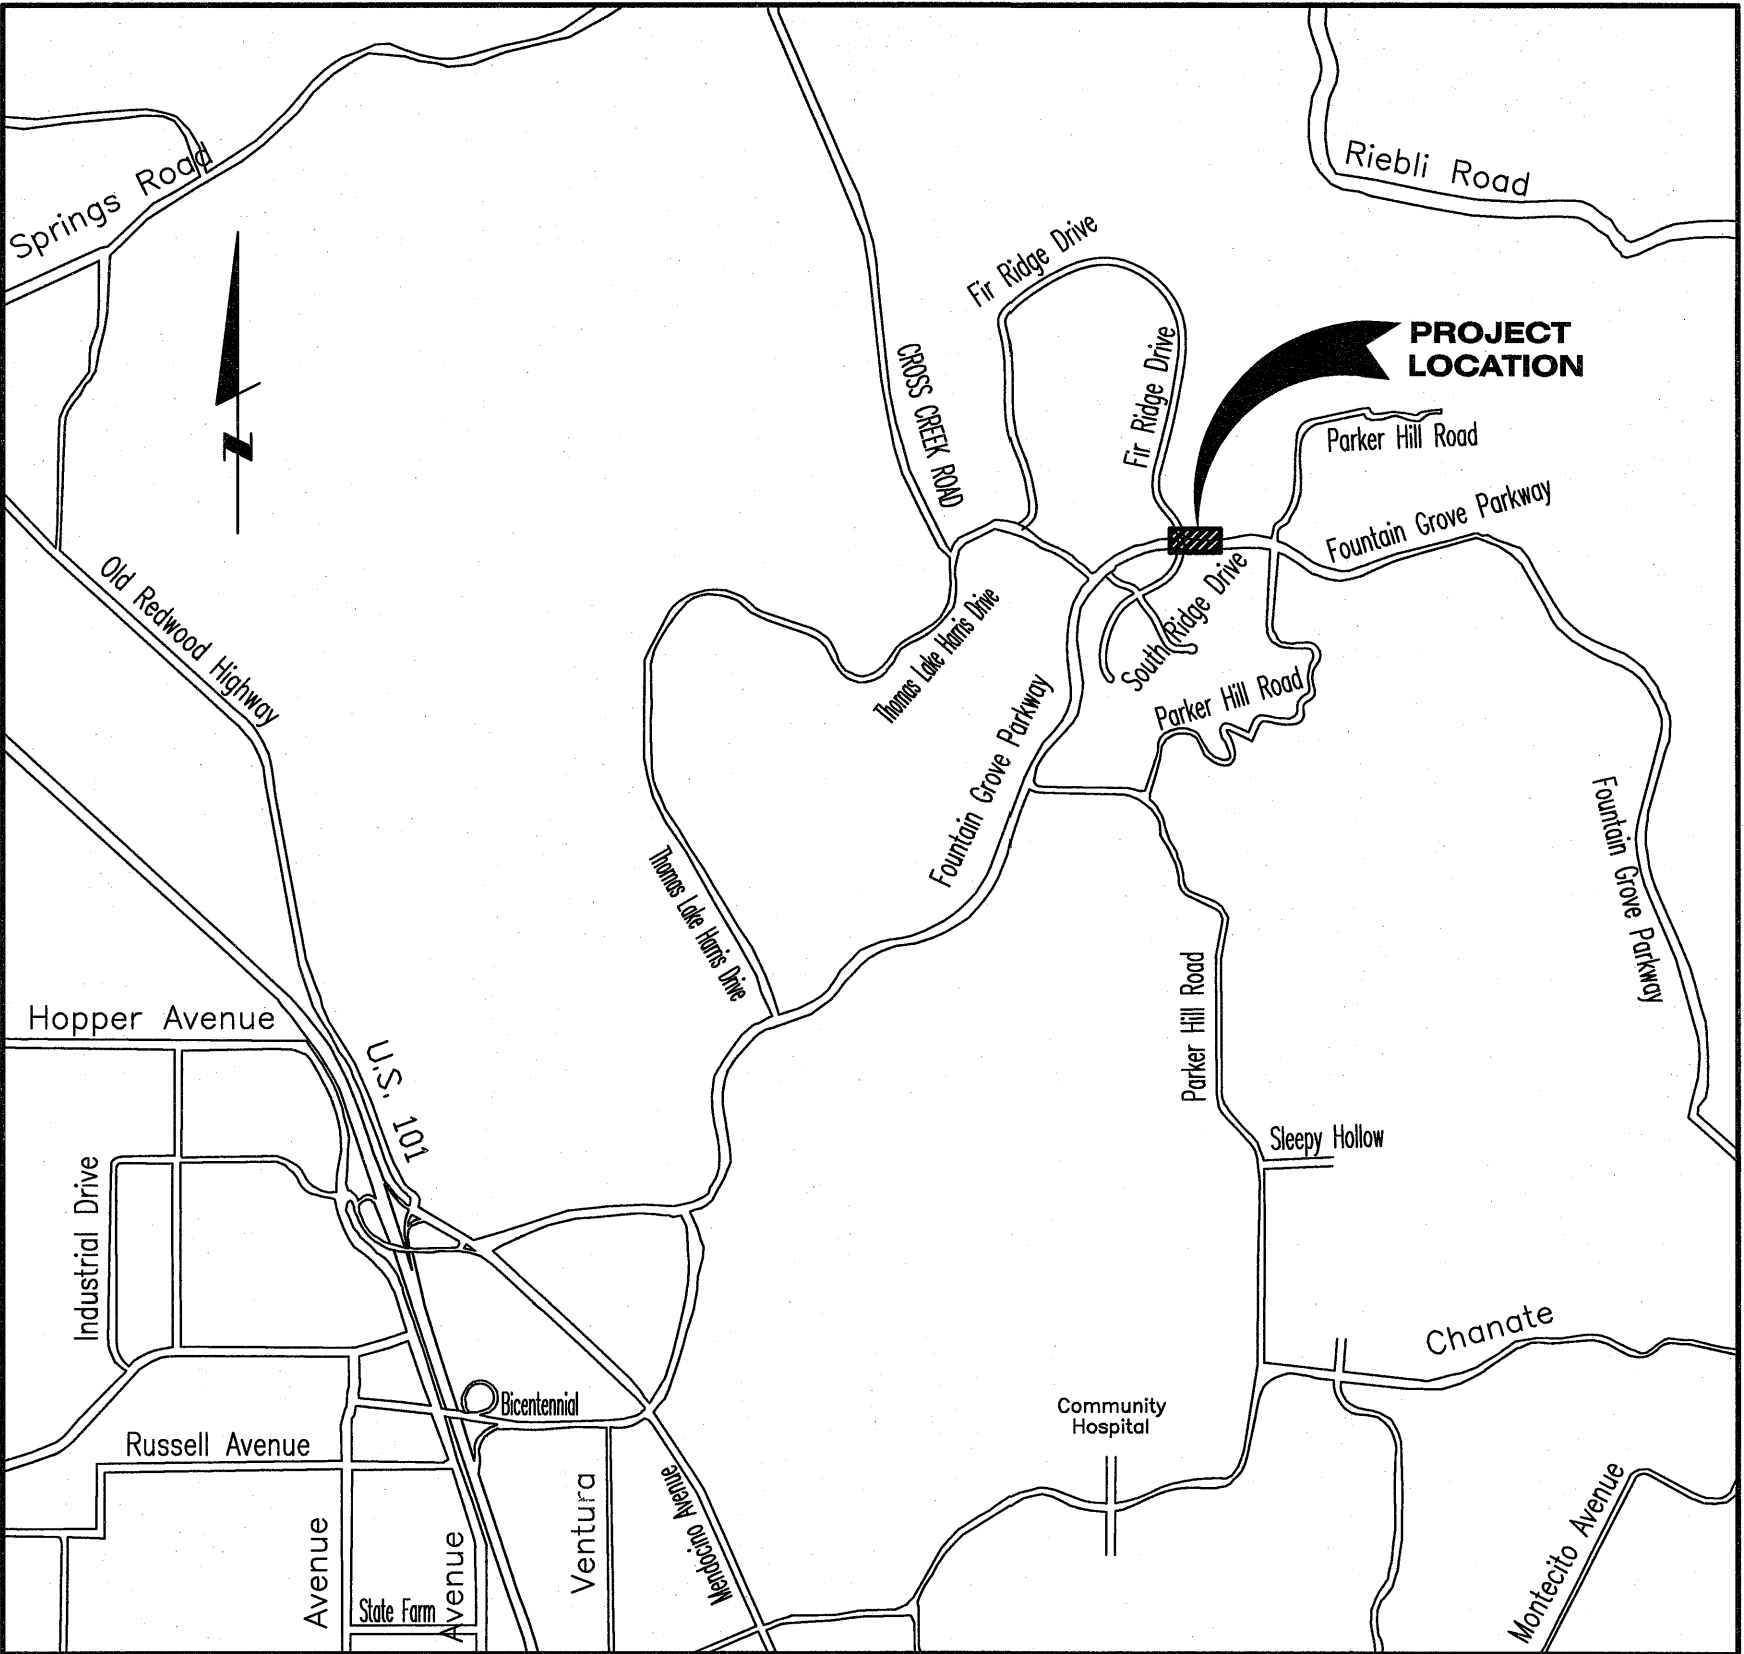 Springs Road
Riebli Road
Fir Ridge Drive
Fir Ridge Drive
CROSS CREEK ROAD
PROJECT
LOCATION
Parker Hill Road
Fountain Grove Parkway
N
Old Redwood Highway
Thomas Lake Harris Drive
South Ridge Drive
Parker Hill Road
Fountain Grove Parkway
Thomas Lake Harris Drive
Fountain Grove Parkway
Parker Hill Road
Hopper Avenue
U.S. 101
Sleepy Hollow
Industrial Drive
Chanate
Bicentennial
Community
Hospital
Russell Avenue
Mendocino Avenue
Ventura
Avenue
Avenue
State Farm
Montecito Avenue